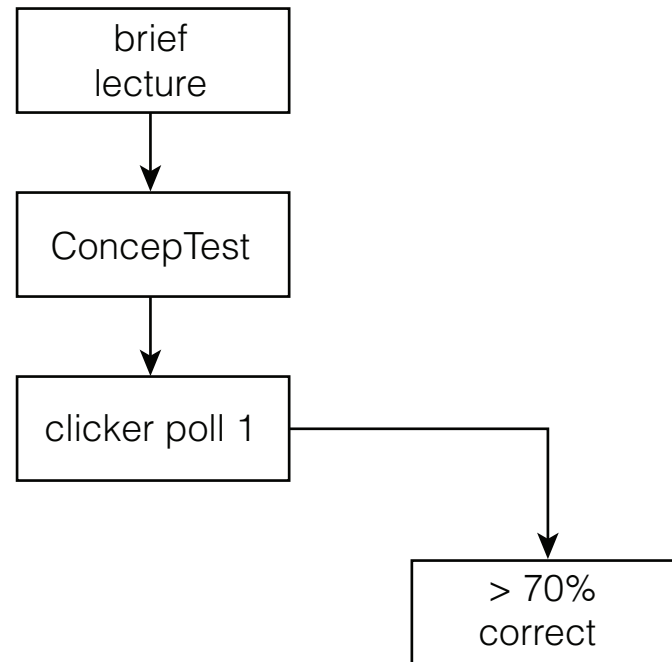 brief
lecture
ConcepTest
clicker poll 1
> 70%
correct